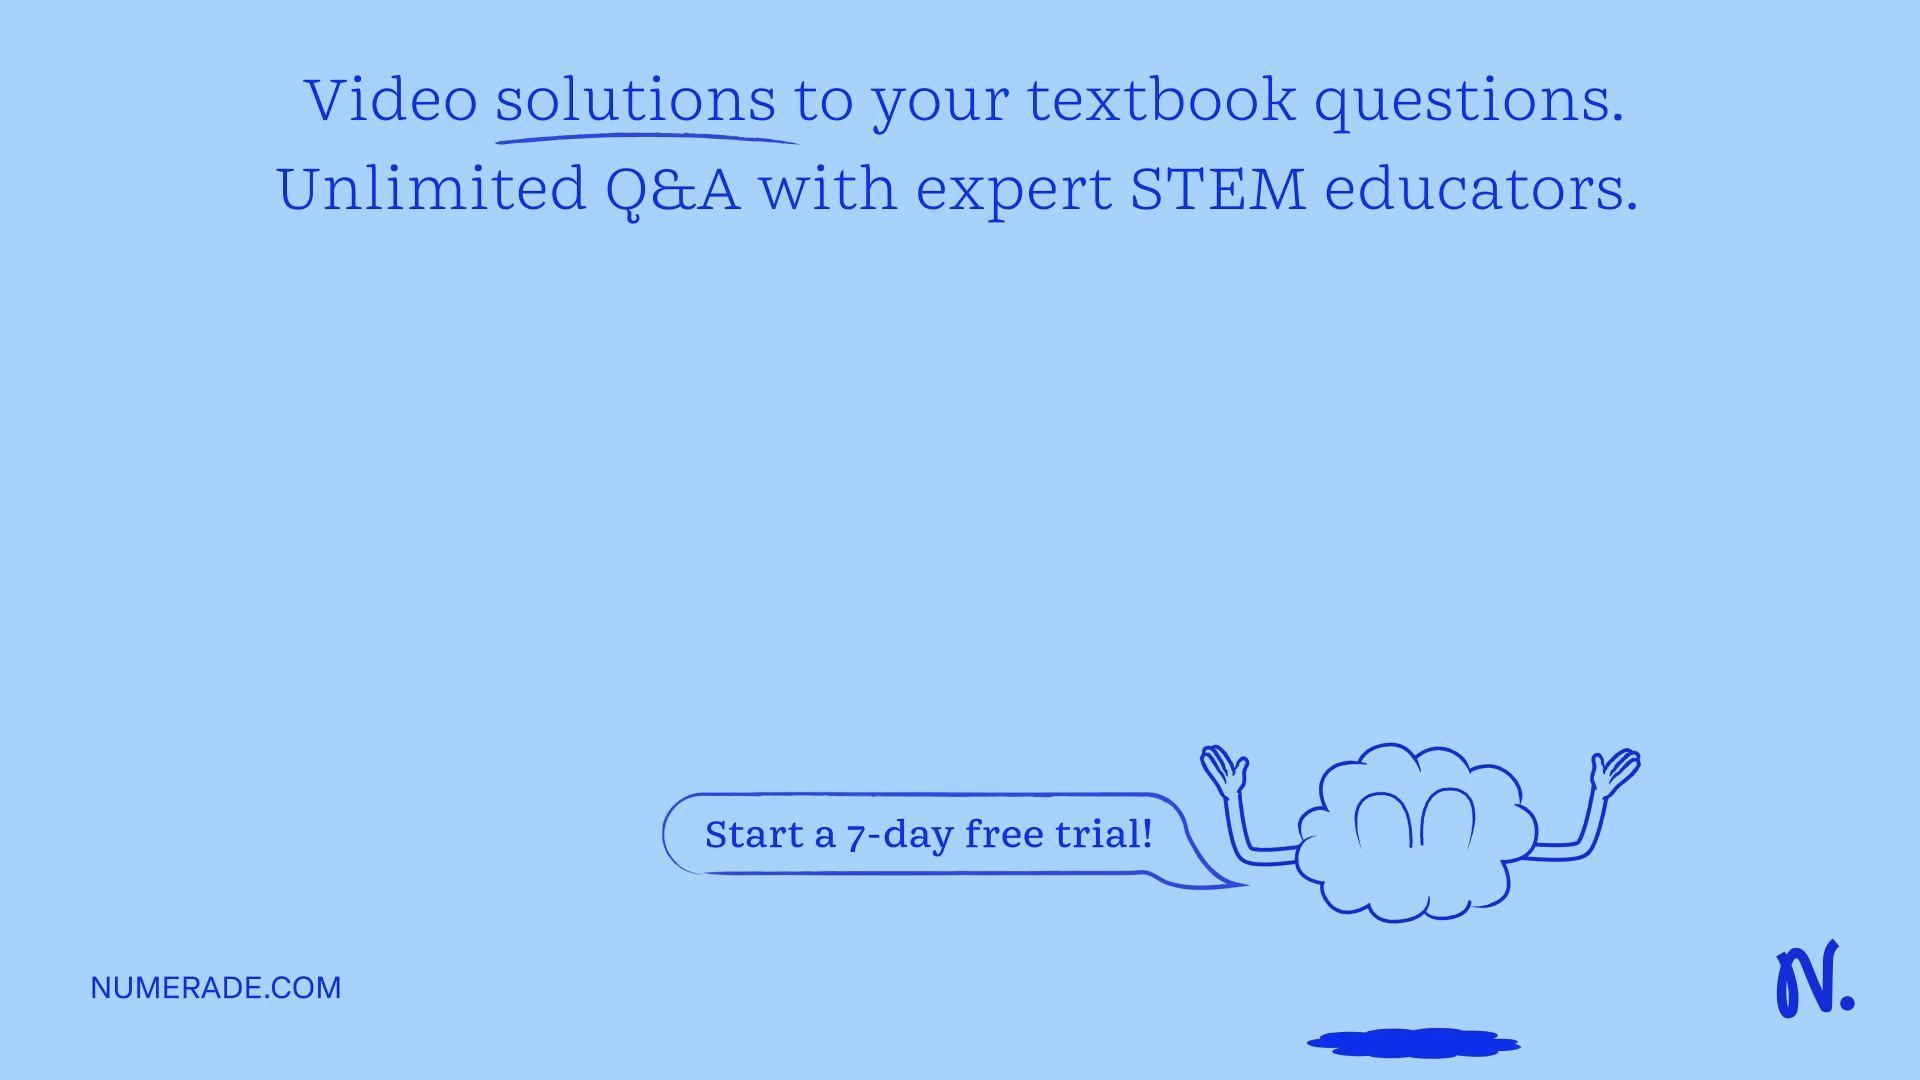 Video solutions to your textbook questions.
Unlimited Q&A with expert STEM educators.
Start a 7-day free trial!
NUMERADE.COM
N.